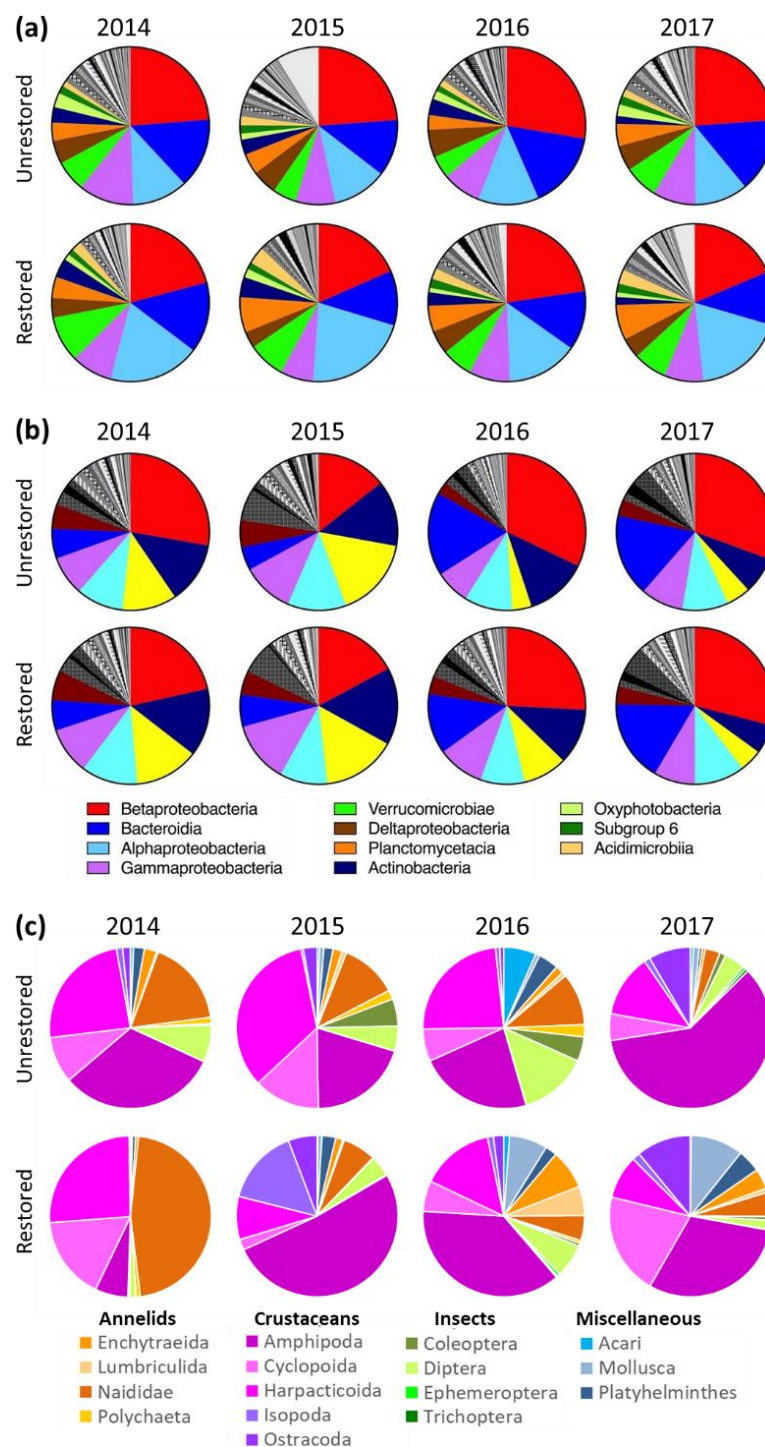 (a)
2014 2015 2016 2017
Unrestored
Restored
(b)
2014 2015 2016 2017
Unrestored
Restored
Betaproteobacteria Verrucomicrobiae Oxyphotobacteria
Bacteroidia Deltaproteobacteria Subgroup 6
Alphaproteobacteria Planctomycetacia Acidimicrobiia
Gammaproteobacteria Actinobacteria
(c)
2014 2015 2016 2017
Unrestored
Restored
Annelids Crustaceans Insects Miscellaneous
Enchytraeida Amphipoda Coleoptera Acari
Lumbriculida Cyclopoida Diptera Mollusca
Naididae Harpacticoida Ephemeroptera Platyhelminthes
Polychaeta Isopoda Trichoptera
Ostracoda